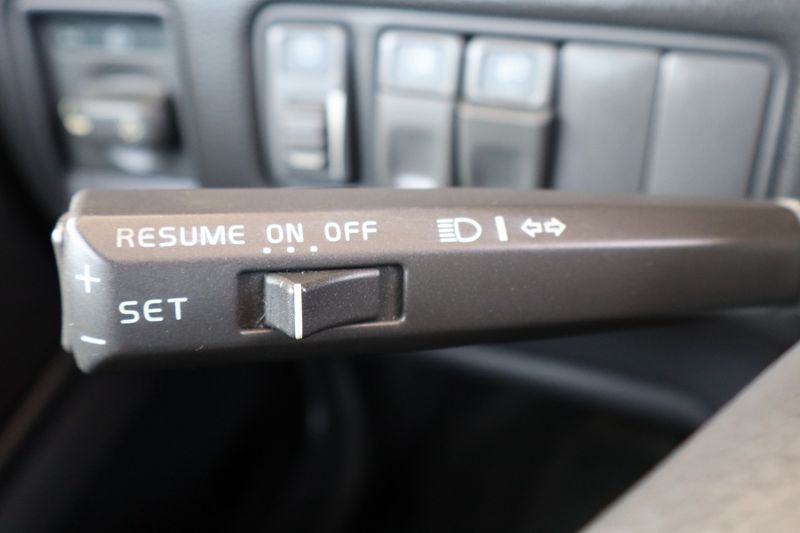 RESUME ON OFF
+
SET
−